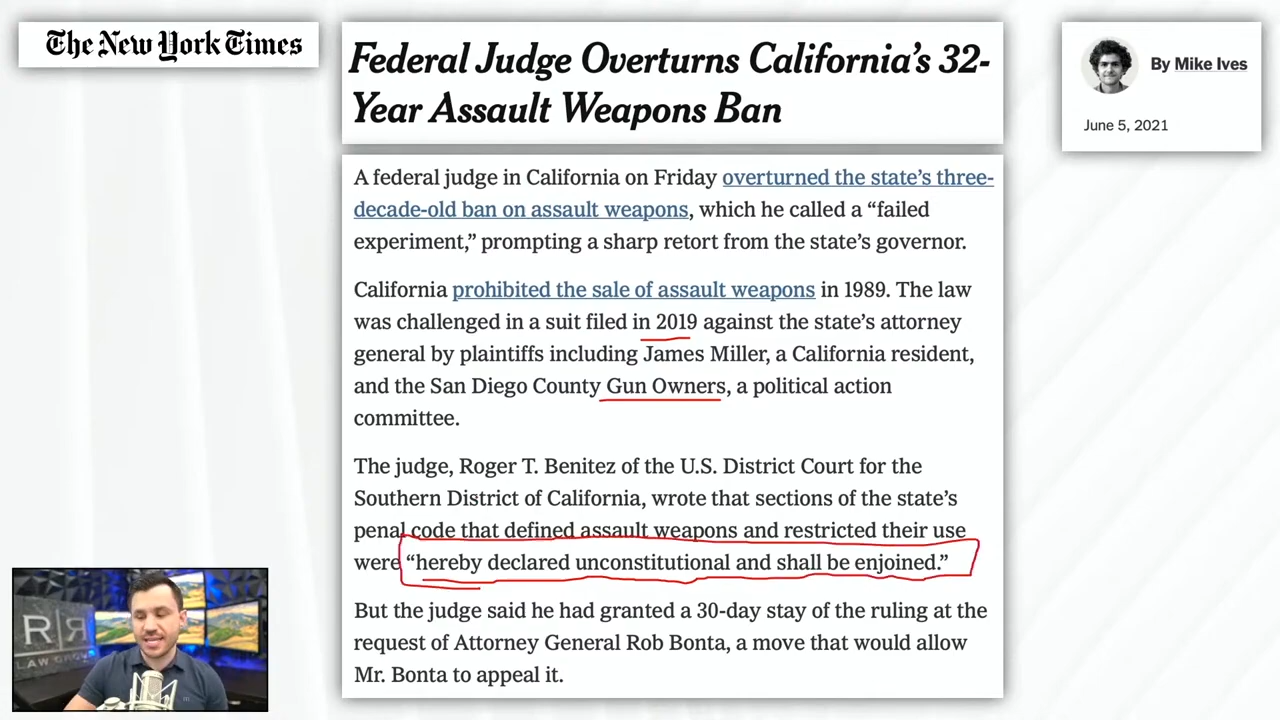 The New York Times
Federal Judge Overturns California's 32-
Year Assault Weapons Ban
By Mike Ives
June 5, 2021
A federal judge in California on Friday overturned the state’s three-
decade-old ban on assault weapons, which he called a “failed
experiment,” prompting a sharp retort from the state’s governor.
California prohibited the sale of assault weapons in 1989. The law
was challenged in a suit filed in 2019 against the state’s attorney
general by plaintiffs including James Miller, a California resident,
and the San Diego County Gun Owners, a political action
committee.
The judge, Roger T. Benitez of the U.S. District Court for the
Southern District of California, wrote that sections of the state’s
penal code that defined assault weapons and restricted their use
were “hereby declared unconstitutional and shall be enjoined.”
But the judge said he had granted a 30-day stay of the ruling at the
request of Attorney General Rob Bonta, a move that would allow
Mr. Bonta to appeal it.
R|R
LAW GROUP